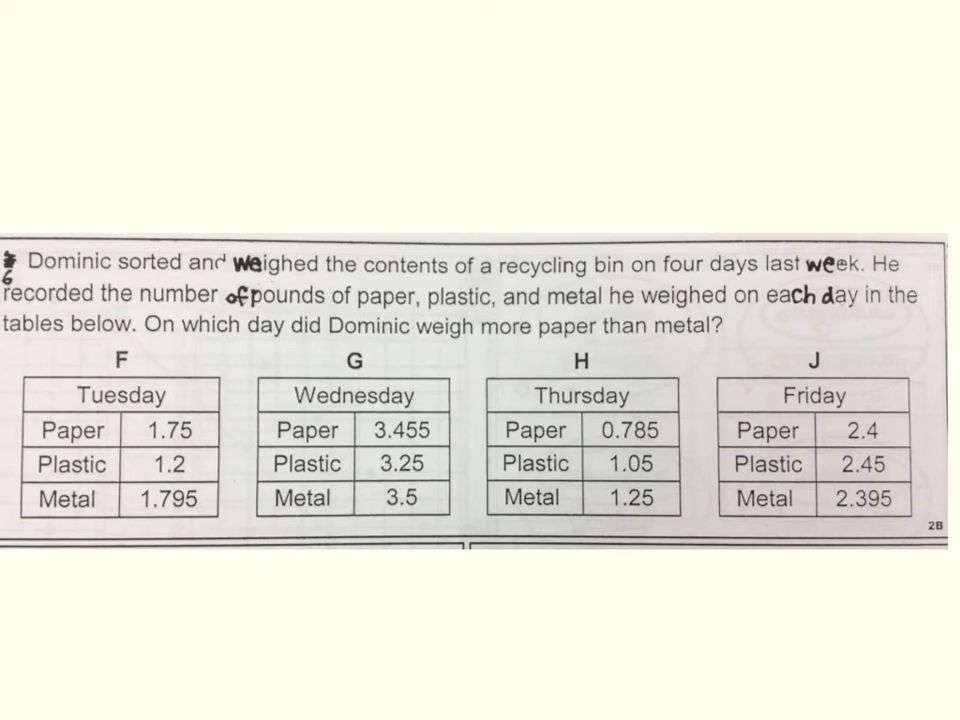 6 Dominic sorted and weighed the contents of a recycling bin on four days last week. He
recorded the number of pounds of paper, plastic, and metal he weighed on each day in the
tables below. On which day did Dominic weigh more paper than metal?
F G H J
Tuesday Wednesday Thursday Friday
Paper 1.75 Paper 3.455 Paper 0.785 Paper 2.4
Plastic 1.2 Plastic 3.25 Plastic 1.05 Plastic 2.45
Metal 1.795 Metal 3.5 Metal 1.25 Metal 2.395
2B